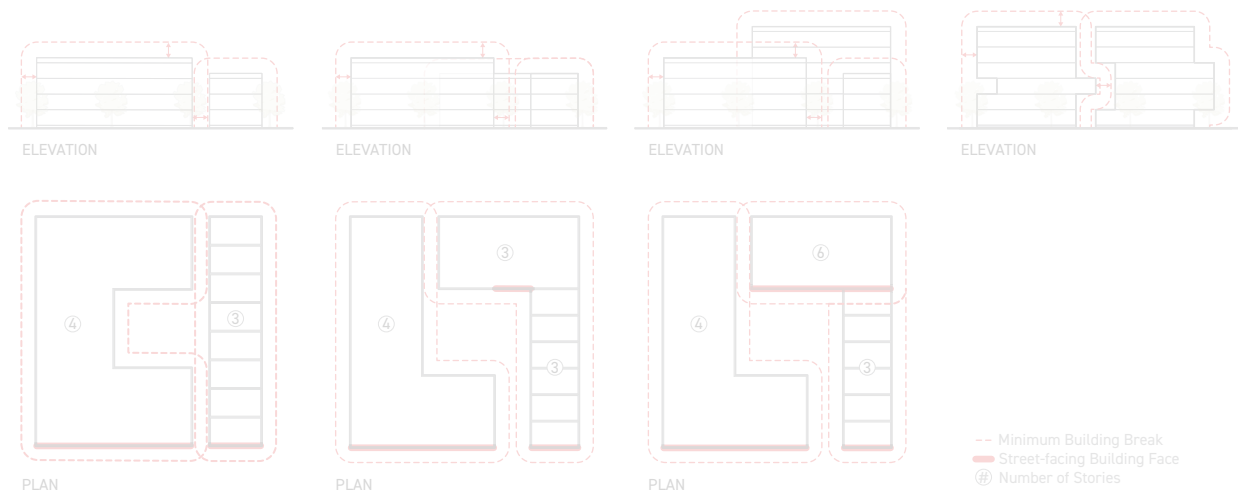 ELEVATION
ELEVATION
ELEVATION
ELEVATION
4
3
PLAN
3
4
3
PLAN
6
4
3
PLAN
Minimum Building Break
Street-facing Building Face
# Number of Stories